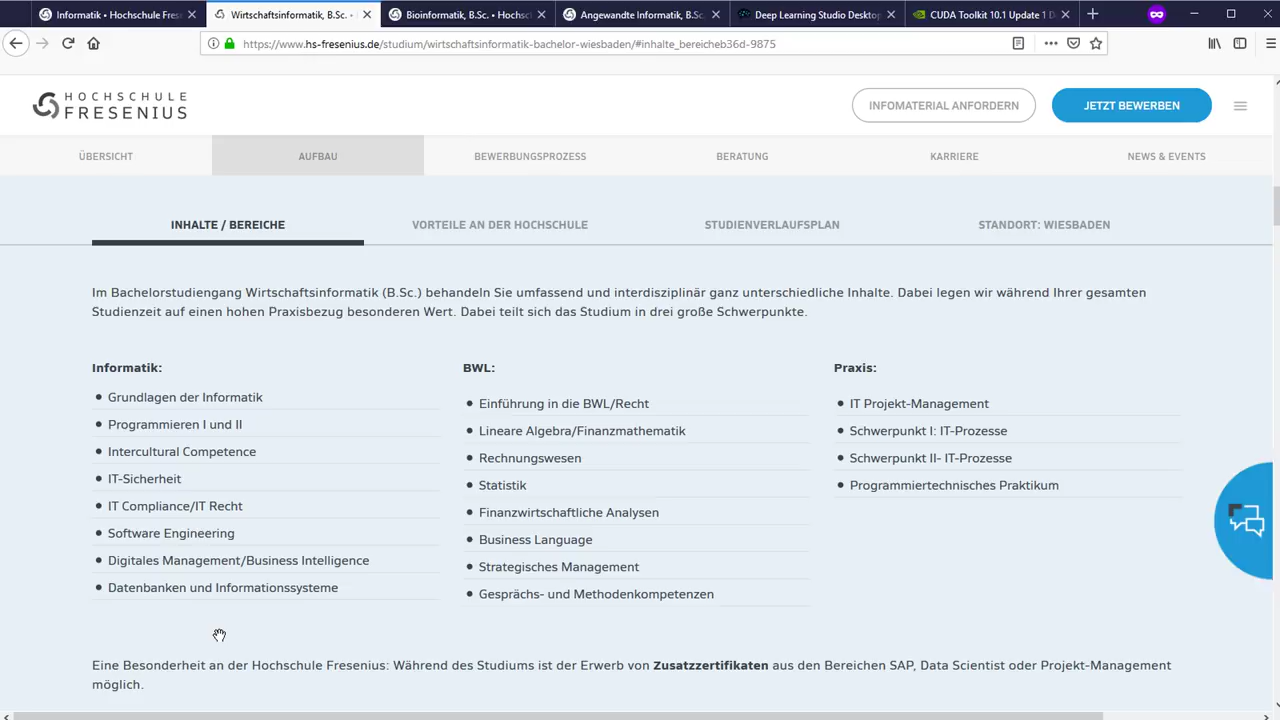 Informatik • Hochschule Fresen
Wirtschaftsinformatik, B.Sc. •
Bioinformatik, B.Sc. • Hochsc
Angewandte Informatik, B.Sc.
Deep Learning Studio Desktop
CUDA Toolkit 10.1 Update 1 D
https://www.hs-fresenius.de/studium/wirtschaftsinformatik-bachelor-wiesbaden/#inhalte_bereicheb36d-9875
HOCHSCHULE
FRESENIUS
INFOMATERIAL ANFORDERN
JETZT BEWERBEN
ÜBERSICHT
AUFBAU
BEWERBUNGSPROZESS
BERATUNG
KARRIERE
NEWS & EVENTS
INHALTE / BEREICHE
VORTEILE AN DER HOCHSCHULE
STUDIENVERLAUFSPLAN
STANDORT: WIESBADEN
Im Bachelorstudiengang Wirtschaftsinformatik (B.Sc.) behandeln Sie umfassend und interdisziplinär ganz unterschiedliche Inhalte. Dabei legen wir während Ihrer gesamten
Studienzeit auf einen hohen Praxisbezug besonderen Wert. Dabei teilt sich das Studium in drei große Schwerpunkte.
Informatik:
• Grundlagen der Informatik
• Programmieren I und II
• Intercultural Competence
• IT-Sicherheit
• IT Compliance/IT Recht
• Software Engineering
• Digitales Management/Business Intelligence
• Datenbanken und Informationssysteme
BWL:
• Einführung in die BWL/Recht
• Lineare Algebra/Finanzmathematik
• Rechnungswesen
• Statistik
• Finanzwirtschaftliche Analysen
• Business Language
• Strategisches Management
• Gesprächs- und Methodenkompetenzen
Praxis:
• IT Projekt-Management
• Schwerpunkt I: IT-Prozesse
• Schwerpunkt II- IT-Prozesse
• Programmiertechnisches Praktikum
Eine Besonderheit an der Hochschule Fresenius: Während des Studiums ist der Erwerb von Zusatzzertifikaten aus den Bereichen SAP, Data Scientist oder Projekt-Management
möglich.